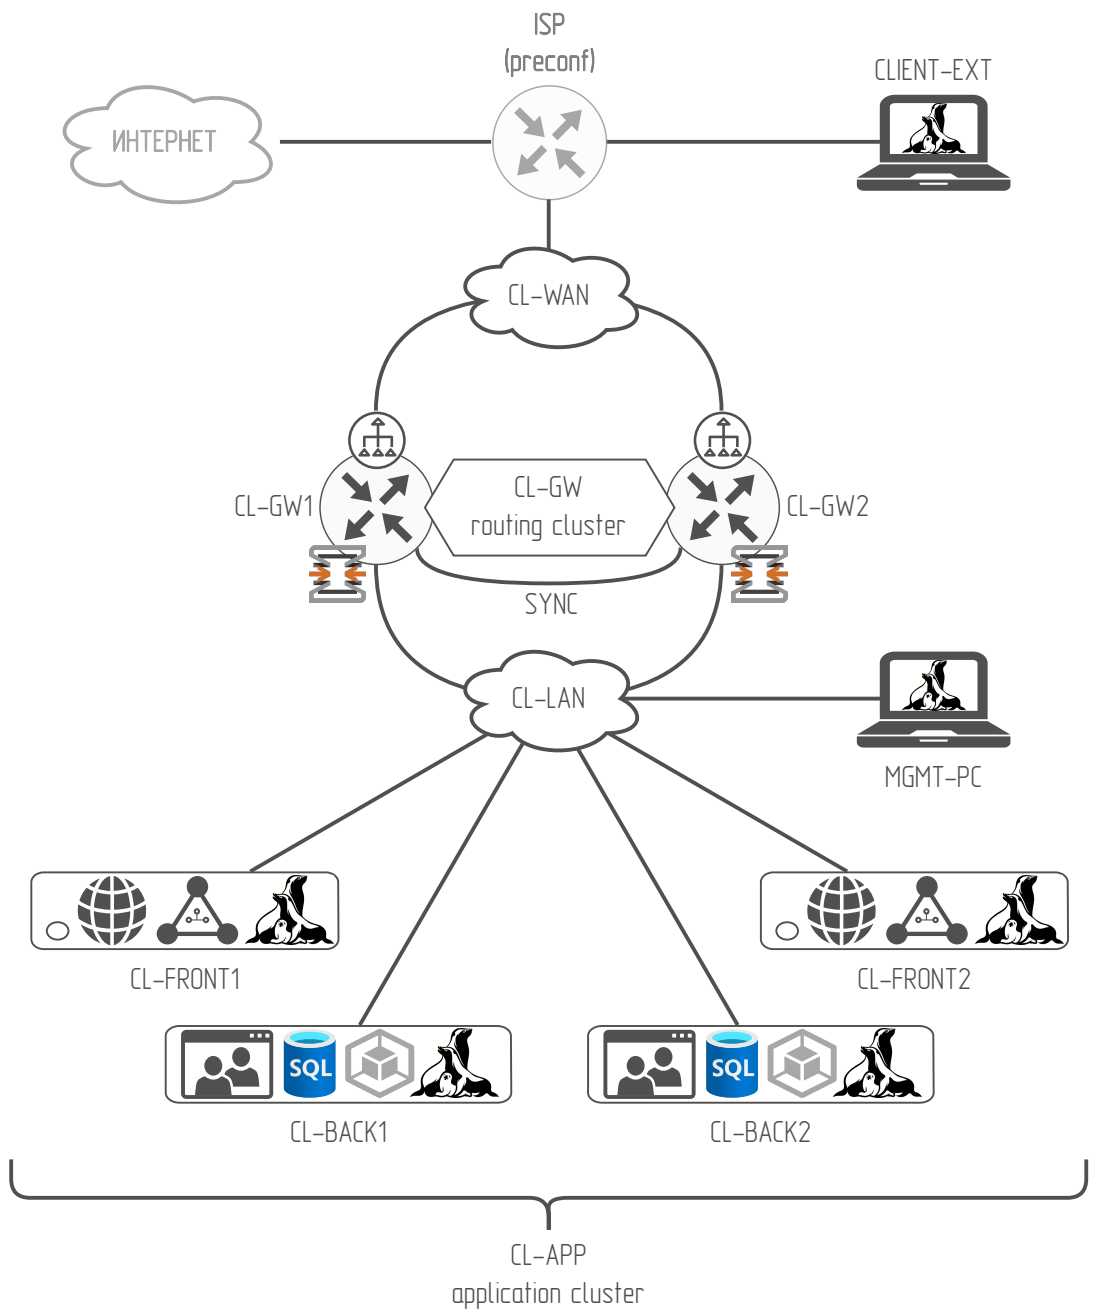 ISP
(preconf)
CLIENT-EXT
ИНТЕРНЕТ
CL-WAN
CL-GW1
CL-GW
routing cluster
CL-GW2
SYNC
CL-LAN
MGMT-PC
CL-FRONT1
CL-FRONT2
SQL
SQL
CL-BACK1
CL-BACK2
CL-APP
application cluster